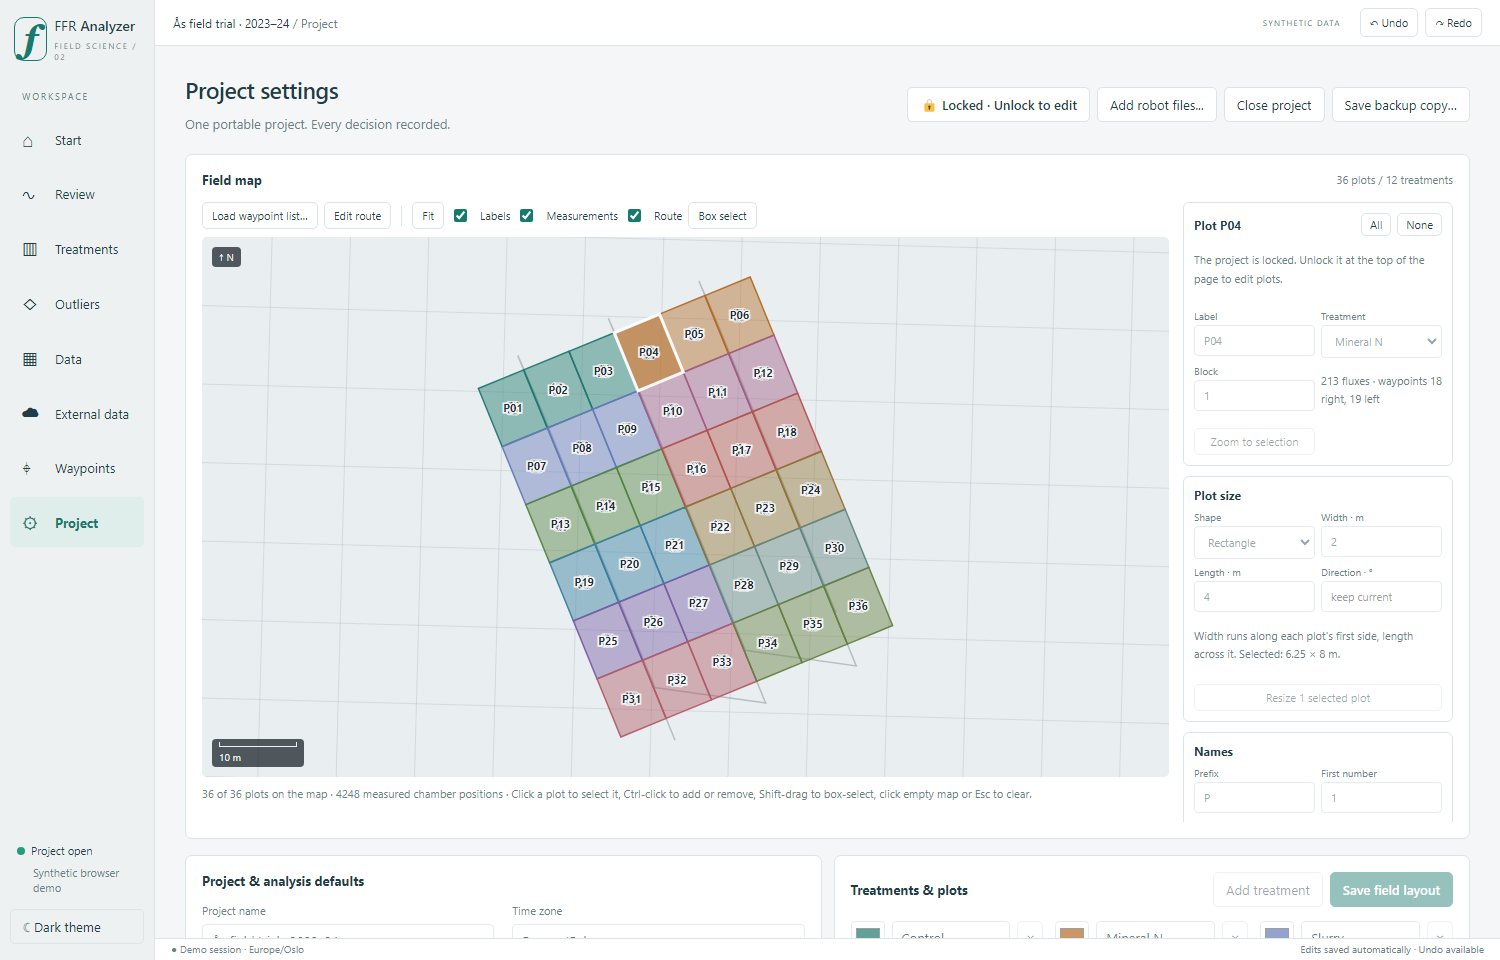 FFR Analyzer
FIELD SCIENCE / 02
WORKSPACE
Start
Review
Treatments
Outliers
Data
External data
Waypoints
Project
Project open
Synthetic browser demo
Dark theme
Ås field trial · 2023–24 / Project
SYNTHETIC DATA
Undo
Redo
Project settings
One portable project. Every decision recorded.
Locked · Unlock to edit
Add robot files...
Close project
Save backup copy...
Field map
36 plots / 12 treatments
Load waypoint list...
Edit route
Fit
Labels
Measurements
Route
Box select
↑ N
P01
P02
P03
P04
P05
P06
P07
P08
P09
P10
P11
P12
P13
P14
P15
P16
P17
P18
P19
P20
P21
P22
P23
P24
P25
P26
P27
P28
P29
P30
P31
P32
P33
P34
P35
P36
10 m
36 of 36 plots on the map · 4248 measured chamber positions · Click a plot to select it, Ctrl-click to add or remove, Shift-drag to box-select, click empty map or Esc to clear.
Plot P04
All
None
The project is locked. Unlock it at the top of the
page to edit plots.
Label
Treatment
P04
Mineral N
Block
1
213 fluxes · waypoints 18
right, 19 left
Zoom to selection
Plot size
Shape
Width · m
Rectangle
2
Length · m
Direction · °
4
keep current
Width runs along each plot's first side, length
across it. Selected: 6.25 × 8 m.
Resize 1 selected plot
Names
Prefix
First number
P
1
Project & analysis defaults
Project name
Time zone
Treatments & plots
Add treatment
Save field layout
Control
Mineral N
Slurry
Demo session · Europe/Oslo
Edits saved automatically · Undo available